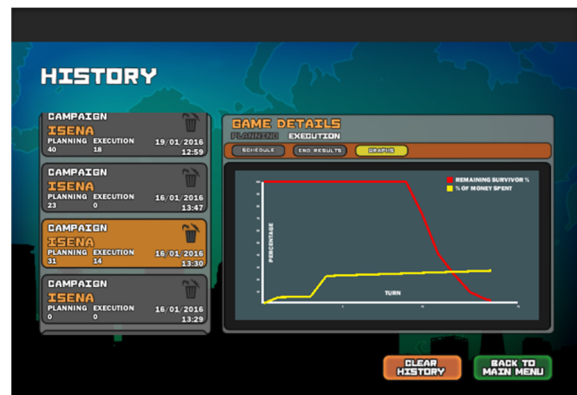 HISTORY
CAMPAIGN
ISENA
PLANNING EXECUTION 19/01/2016
40 18 12:59
CAMPAIGN
ISENA
PLANNING EXECUTION 16/01/2016
23 0 13:47
CAMPAIGN
ISENA
PLANNING EXECUTION 16/01/2016
31 14 13:30
CAMPAIGN
ISENA
PLANNING EXECUTION 16/01/2016
0 0 13:29
GAME DETAILS
PLANNING EXECUTION
SCHEDULE END RESULTS GRAPHS
REMAINING SURVIVOR %
% OF MONEY SPENT
PERCENTAGE
TURN
CLEAR HISTORY
BACK TO MAIN MENU